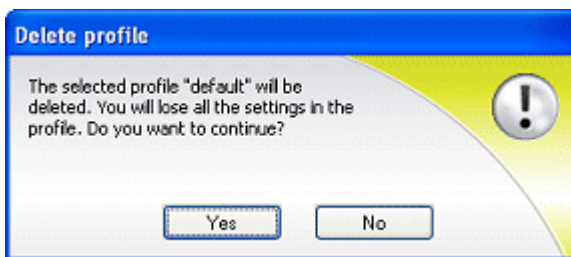 Delete profile
The selected profile "default" will be
deleted. You will lose all the settings in the
profile. Do you want to continue?
Yes
No